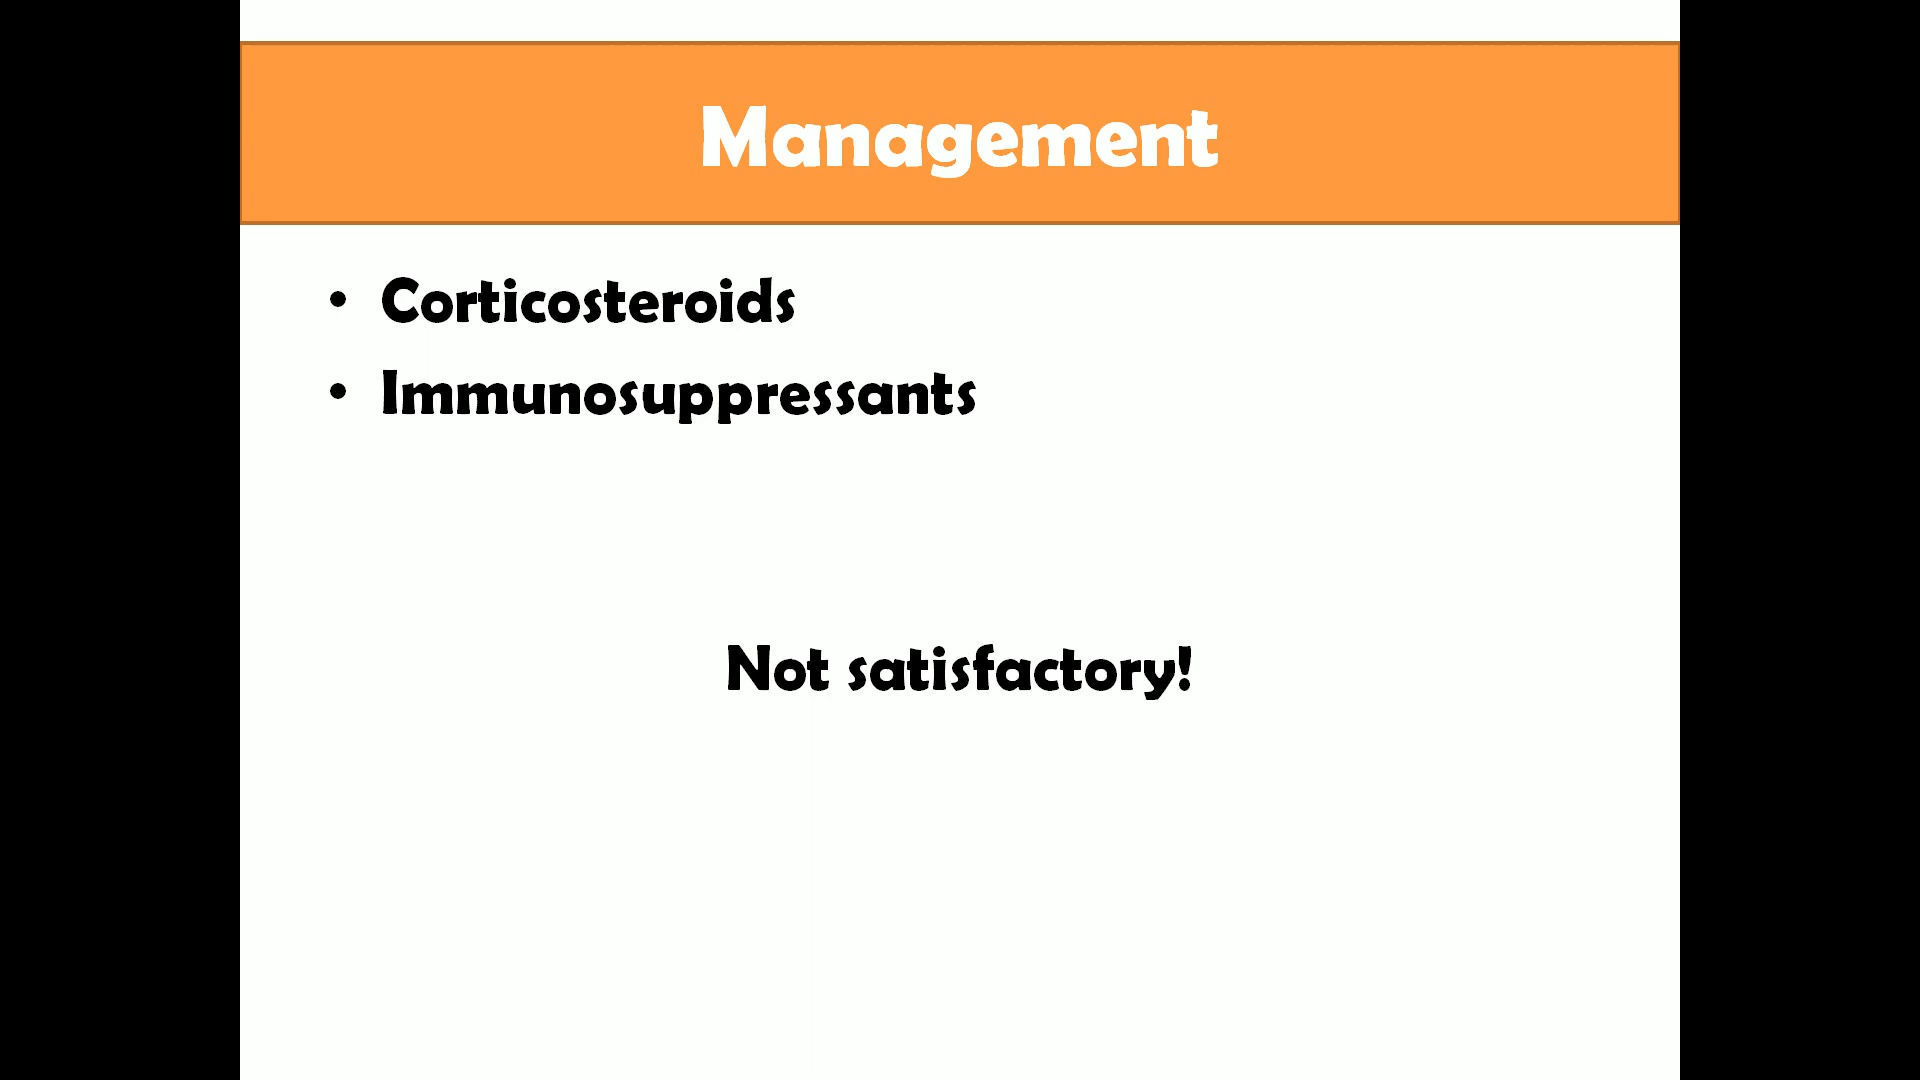 Management
• Corticosteroids
• Immunosuppressants
Not satisfactory!